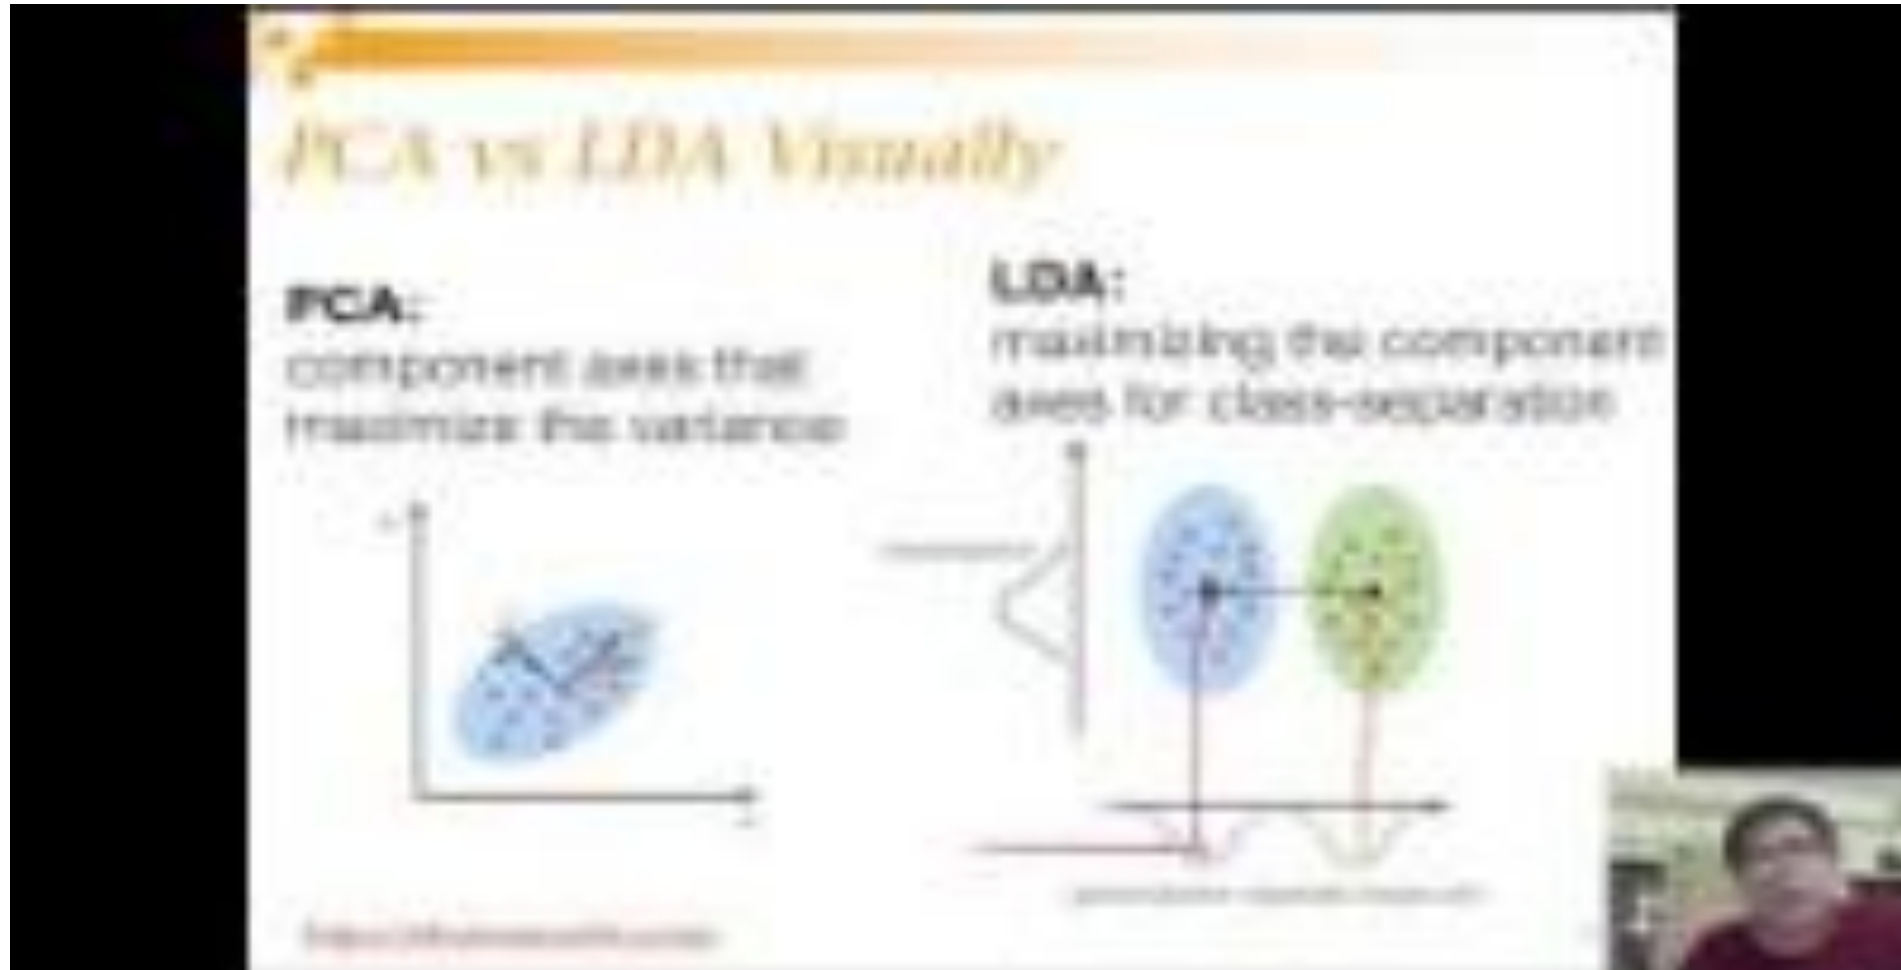 PCA vs LDA Visually
PCA:
component axes that
maximize the variance
LDA:
maximizing the component
axes for class-separation